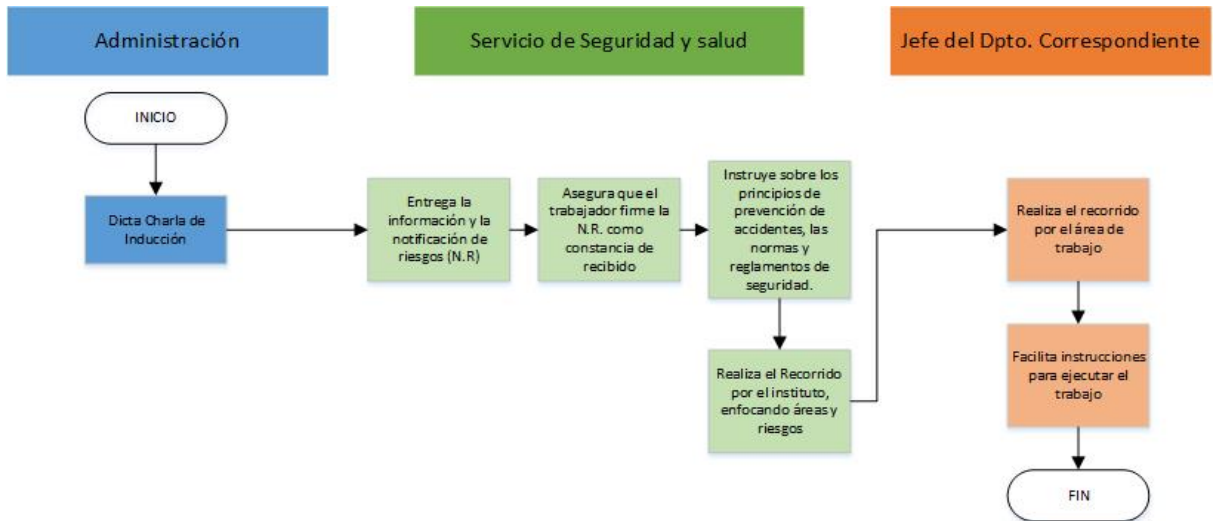 Administración
Servicio de Seguridad y salud
Jefe del Dpto. Correspondiente
INICIO
Dicta Charla de
Inducción
Entrega la
información y la
notificación de
riesgos (N.R)
Asegura que el
trabajador firme la
N.R. como
constancia de
recibido
Instruye sobre los
principios de
prevención de
accidentes, las
normas y
reglamentos de
seguridad.
Realiza el Recorrido
por el instituto,
enfocando áreas y
riesgos
Realiza el recorrido
por el área de
trabajo
Facilita instrucciones
para ejecutar el
trabajo
FIN